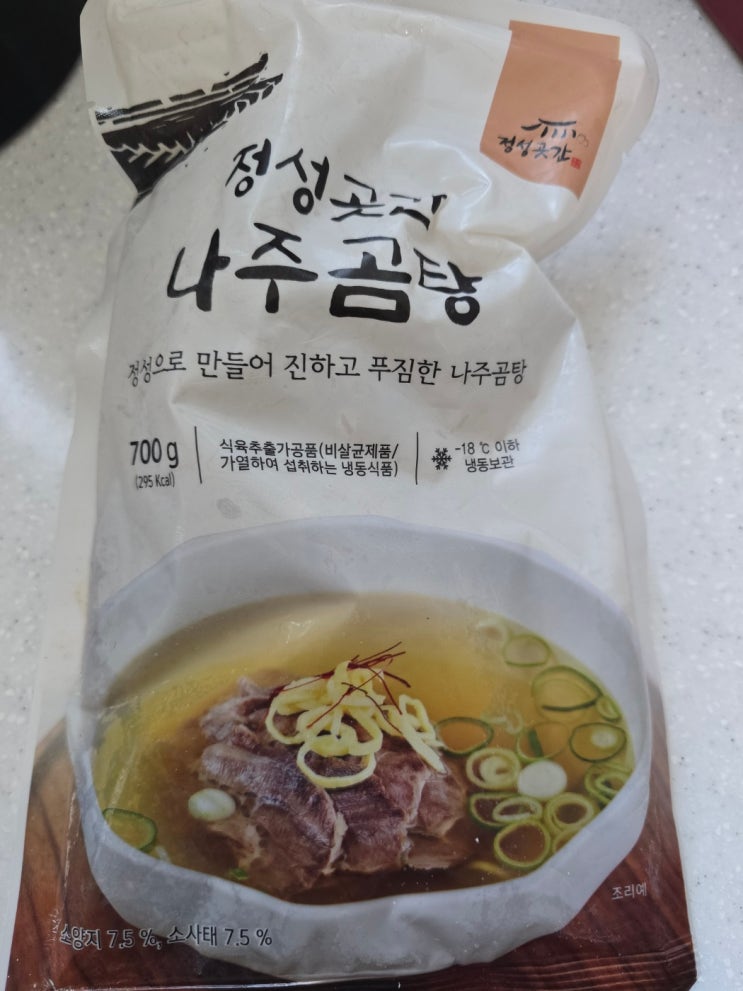 정성곳간
정성곳간
나주곰탕
정성으로 만들어 진하고 푸짐한 나주곰탕
700 g
(295 Kcal)
식육추출가공품(비살균제품/
가열하여 섭취하는 냉동식품)
-18 ℃ 이하
냉동보관
조리예
소양지 7.5 %, 소사태 7.5 %